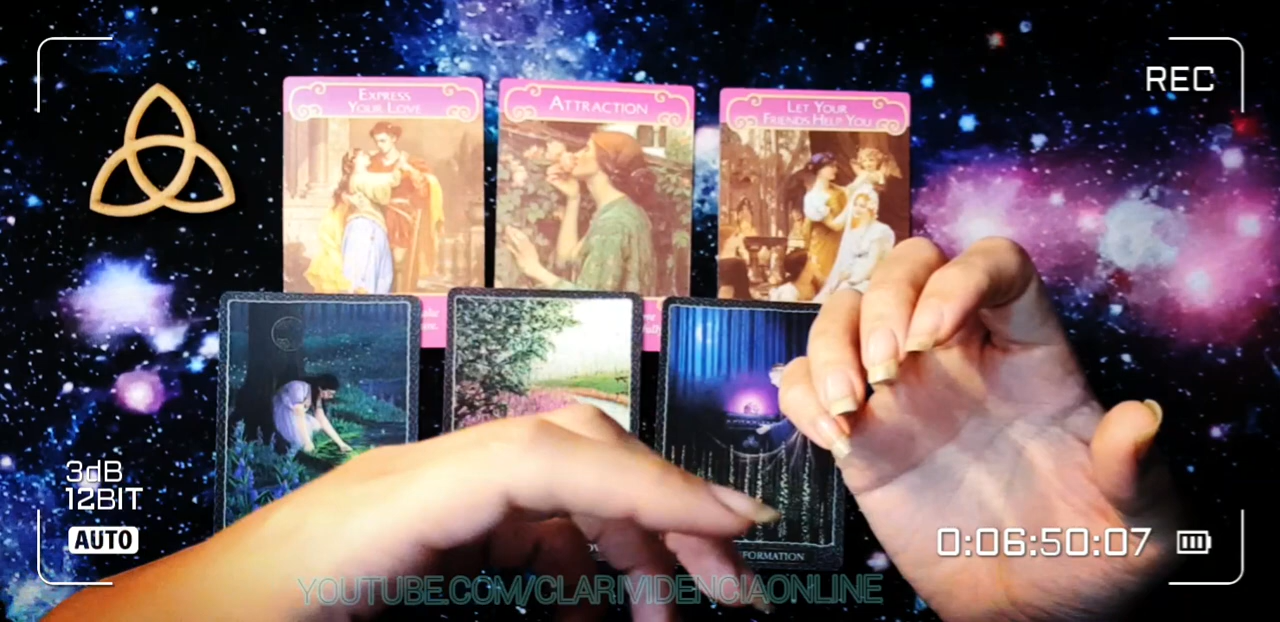 REC
EXPRESS
YOUR LOVE
ATTRACTION
LET YOUR
FRIENDS HELP YOU
3dB
12BIT
AUTO
0:06:50:07
FORMATION
YOUTUBE.COM/CLARIVIDENCIAONLINE